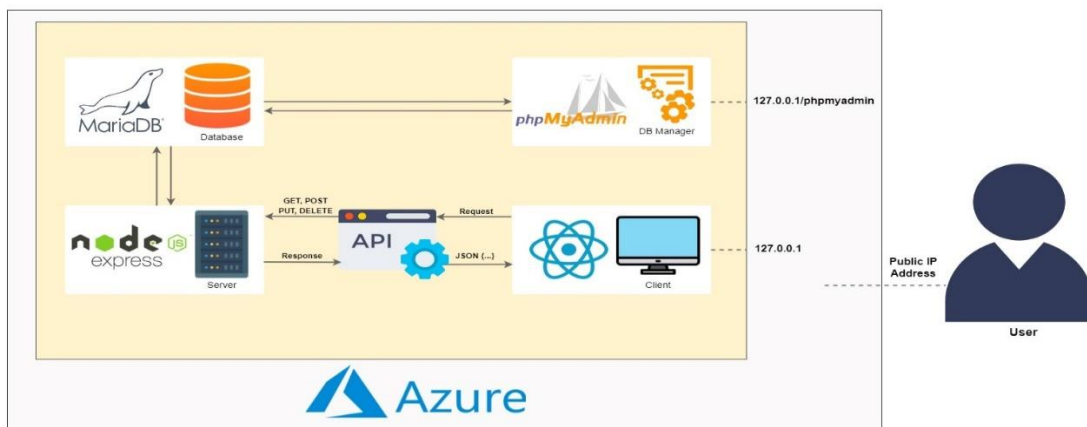 MariaDB
Database
phpMyAdmin
DB Manager
127.0.0.1/phpmyadmin
GET, POST
PUT, DELETE
Request
node JS
express
Server
Response
API
JSON {...}
Client
127.0.0.1
Public IP
Address
User
Azure